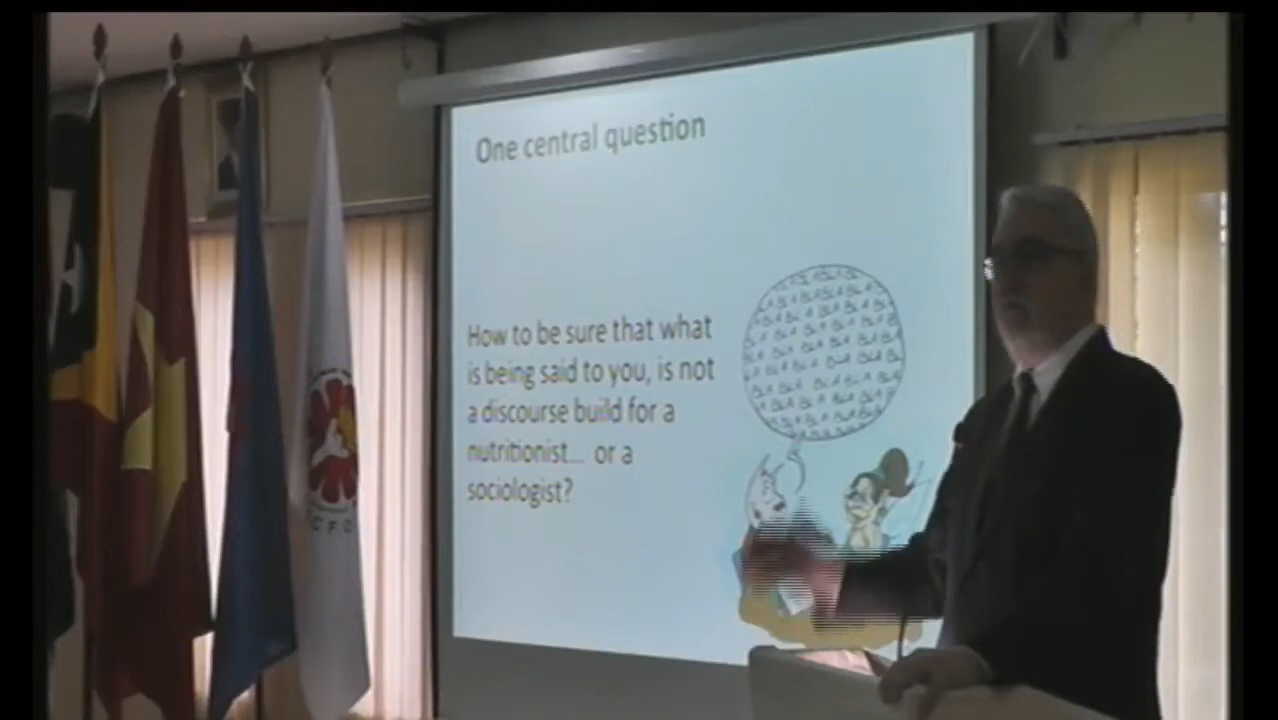 One central question
How to be sure that what
is being said to you, is not
a discourse build for a
nutritionist... or a
sociologist?